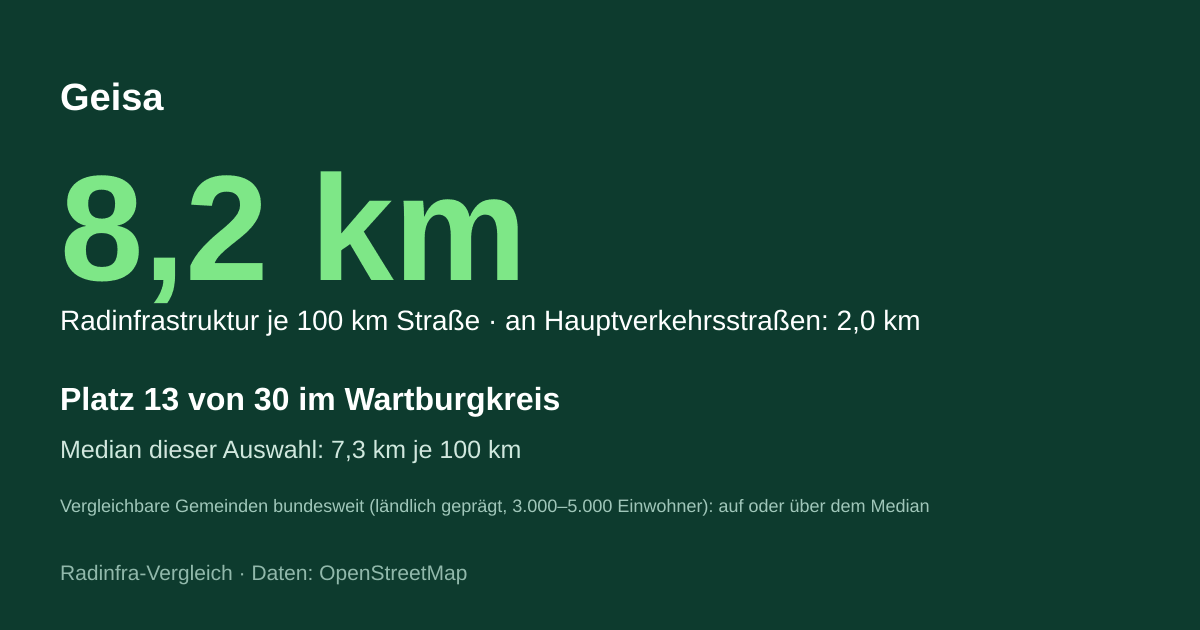 Geisa
8,2 km
Radinfrastruktur je 100 km Straße · an Hauptverkehrsstraßen: 2,0 km
Platz 13 von 30 im Wartburgkreis
Median dieser Auswahl: 7,3 km je 100 km
Vergleichbare Gemeinden bundesweit (ländlich geprägt, 3.000–5.000 Einwohner): auf oder über dem Median
Radinfra-Vergleich · Daten: OpenStreetMap